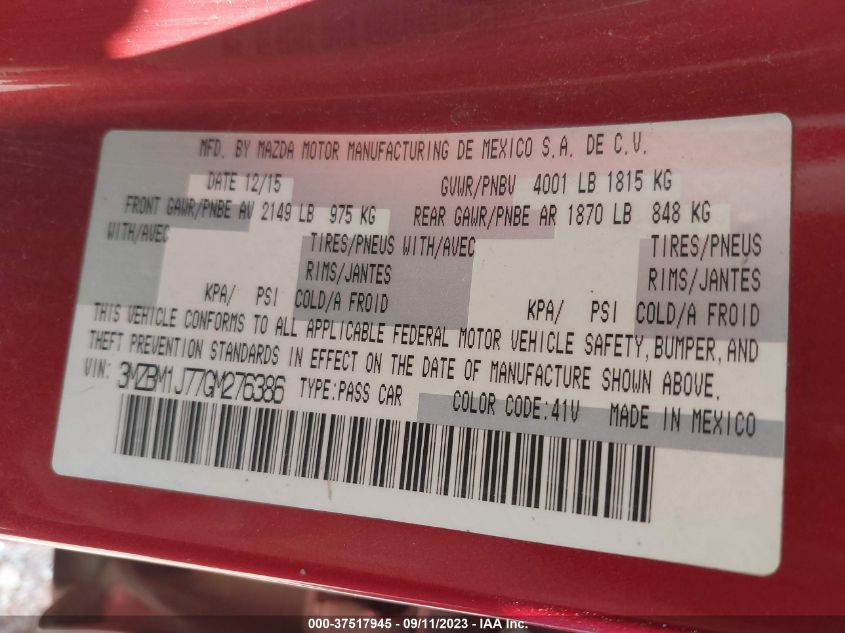 MFD. BY MAZDA MOTOR MANUFACTURING DE MEXICO S.A. DE C.V.
DATE 12/15 GVWR/PNBV 4001 LB 1815 KG
FRONT GAWR/PNBE AV 2149 LB 975 KG REAR GAWR/PNBE AR 1870 LB 848 KG
WITH/AVEC TIRES/PNEUS WITH/AVEC TIRES/PNEUS
RIMS/JANTES RIMS/JANTES
KPA/ PSI COLD/A FROID KPA/ PSI COLD/A FROID
THIS VEHICLE CONFORMS TO ALL APPLICABLE FEDERAL MOTOR VEHICLE SAFETY, BUMPER, AND
THEFT PREVENTION STANDARDS IN EFFECT ON THE DATE OF MANUFACTURE SHOWN ABOVE.
VIN: 3MZBM1J77GM276386 TYPE:PASS CAR COLOR CODE:41V MADE IN MEXICO
000-37517945 - 09/11/2023 - IAA Inc.